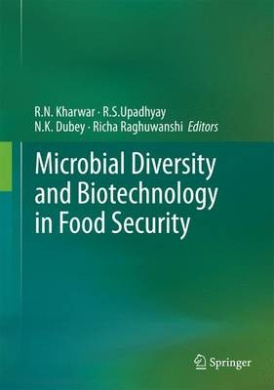 R.N. Kharwar · R.S.Upadhyay
N.K. Dubey · Richa Raghuwanshi Editors
Microbial Diversity
and Biotechnology
in Food Security
Springer